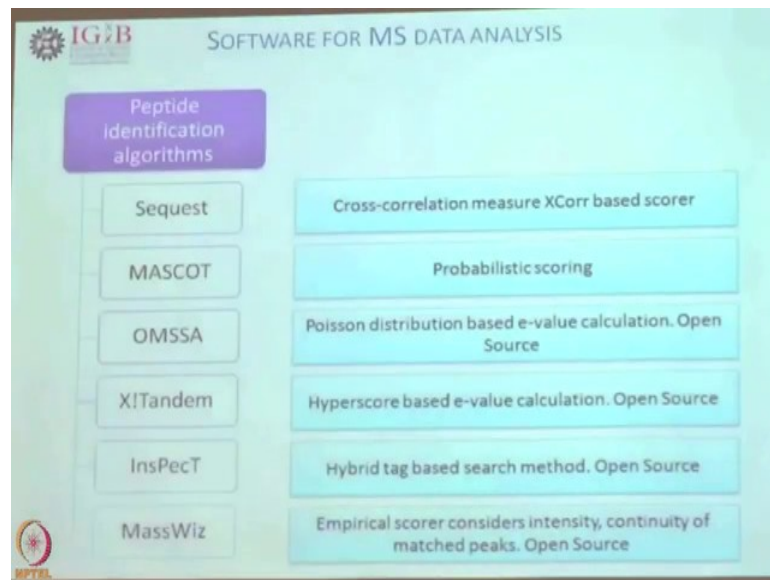 IGIB
SOFTWARE FOR MS DATA ANALYSIS
Peptide
identification
algorithms
Sequest
Cross-correlation measure XCorr based scorer
MASCOT
Probabilistic scoring
OMSSA
Poisson distribution based e-value calculation. Open
Source
X!Tandem
Hyperscore based e-value calculation. Open Source
InsPecT
Hybrid tag based search method. Open Source
MassWiz
Empirical scorer considers intensity, continuity of
matched peaks. Open Source
NPTEL